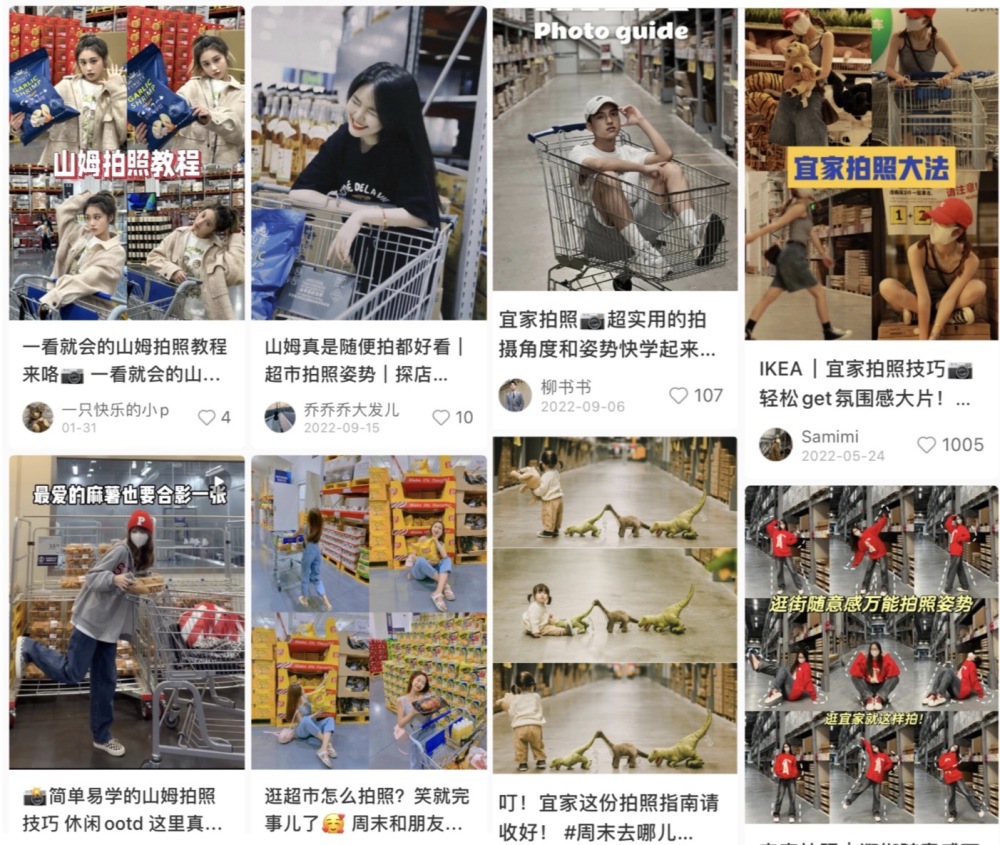 GARLIC
SHRIMP
GARLIC
SHRIMP
山姆拍照教程
一看就会的山姆拍照教程
来咯📷 一看就会的山...
一只快乐的小p
01-31
4
山姆真是随便拍都好看｜
超市拍照姿势｜探店...
乔乔乔大发儿
2022-09-15
10
Photo guide
宜家拍照📷超实用的拍
摄角度和姿势快学起来...
柳书书
2022-09-06
107
宜家拍照大法
请注意!
1+2
IKEA｜宜家拍照技巧📷
轻松get氛围感大片！...
Samimi
2022-05-24
1005
最爱的麻薯也要合影一张
P
📸简单易学的山姆拍照
技巧 休闲ootd 这里真...
逛超市怎么拍照？笑就完
事儿了🥰 周末和朋友...
叮！宜家这份拍照指南请
收好！ #周末去哪儿...
逛街随意感万能拍照姿势
逛宜家就这样拍!